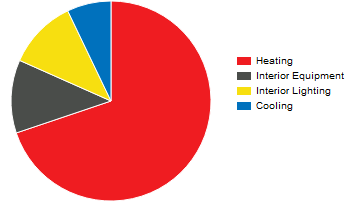 Heating
Interior Equipment
Interior Lighting
Cooling